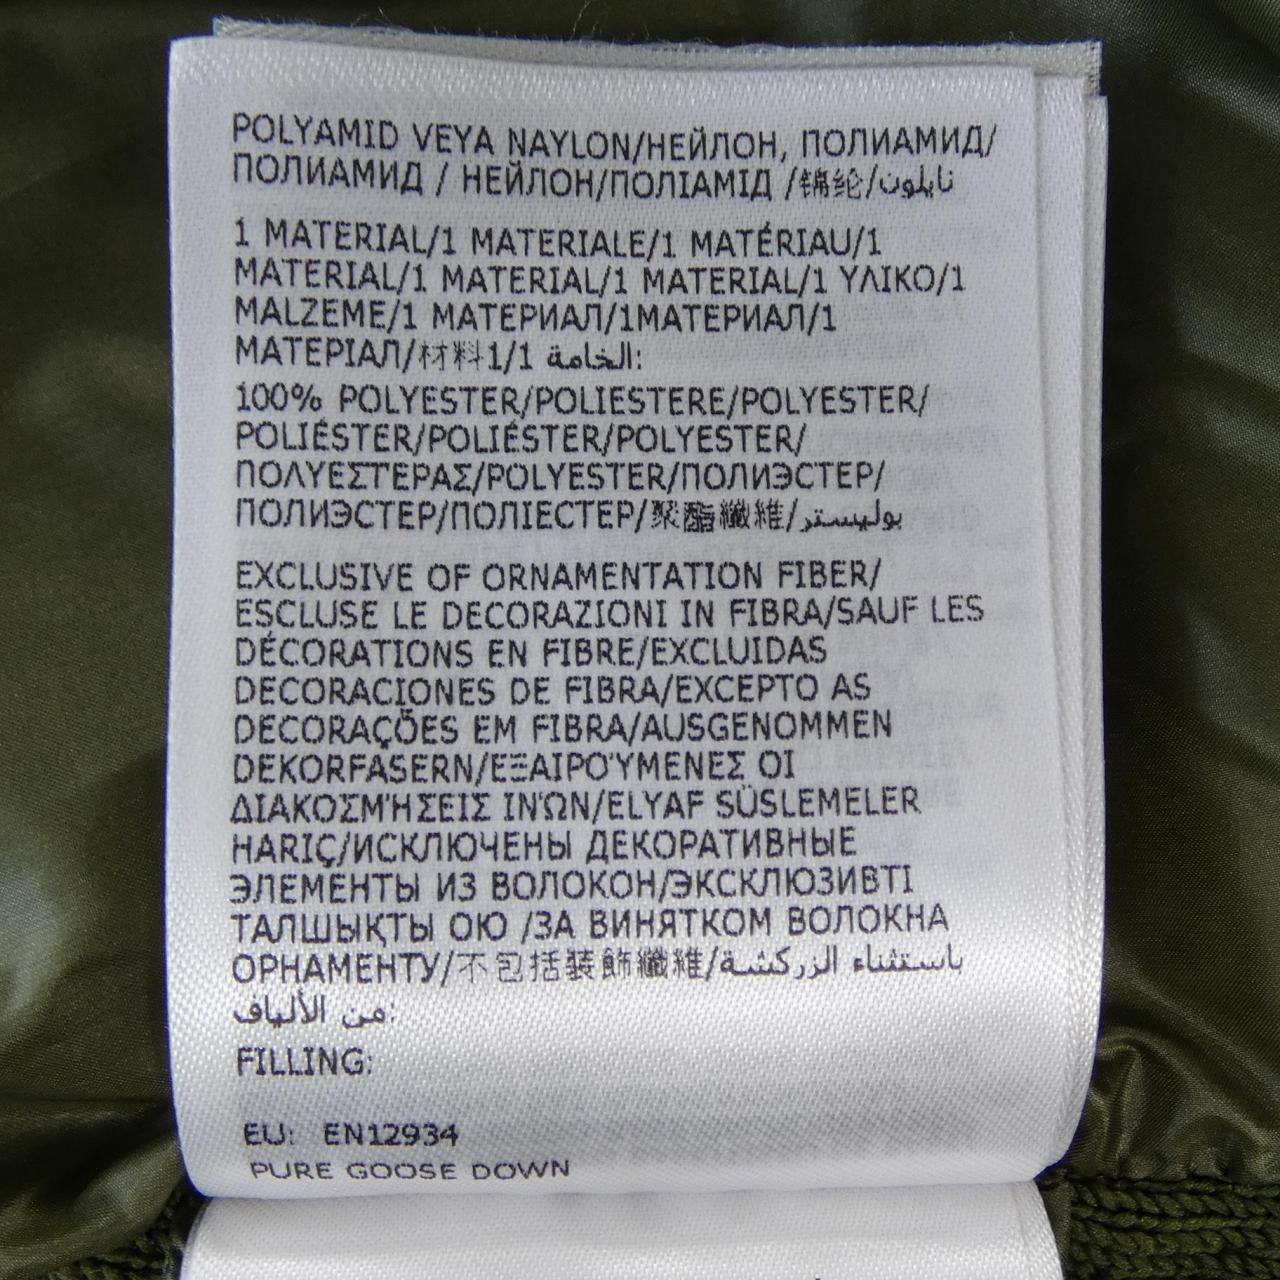 POLYAMID VEYA NAYLON/НЕЙЛОН, ПОЛИАМИД/
ПОЛИАМИД / НЕЙЛОН/ПОЛІАМІД /锦纶/نايلون
1 MATERIAL/1 MATERIALE/1 MATÉRIAU/1
MATERIAL/1 MATERIAL/1 MATERIAL/1 ΥΛΙΚΟ/1
MALZEME/1 МАТЕРИАЛ/1МАТЕРИАЛ/1
МАТЕРІАЛ/材料1/1 الخامة:
100% POLYESTER/POLIESTERE/POLYESTER/
POLIÉSTER/POLIÉSTER/POLYESTER/
ΠΟΛΥΕΣΤΕΡΑΣ/POLYESTER/ПОЛИЭСТЕР/
ПОЛИЭСТЕР/ПОЛІЕСТЕР/聚酯纖維/بوليستر
EXCLUSIVE OF ORNAMENTATION FIBER/
ESCLUSE LE DECORAZIONI IN FIBRA/SAUF LES
DÉCORATIONS EN FIBRE/EXCLUIDAS
DECORACIONES DE FIBRA/EXCEPTO AS
DECORAÇÕES EM FIBRA/AUSGENOMMEN
DEKORFASERN/ΕΞΑΙΡΟΎΜΕΝΕΣ ΟΙ
ΔΙΑΚΟΣΜΉΣΕΙΣ ΙΝΏΝ/ELYAF SÜSLEMELER
HARIÇ/ИСКЛЮЧЕНЫ ДЕКОРАТИВНЫЕ
ЭЛЕМЕНТЫ ИЗ ВОЛОКОН/ЭКСКЛЮЗИВТІ
ТАЛШЫҚТЫ ОЮ /ЗА ВИНЯТКОМ ВОЛОКНА
ОРНАМЕНТУ/不包括裝飾纖維/باستثناء الزركشة
من الألياف:
FILLING:
EU: EN12934
PURE GOOSE DOWN